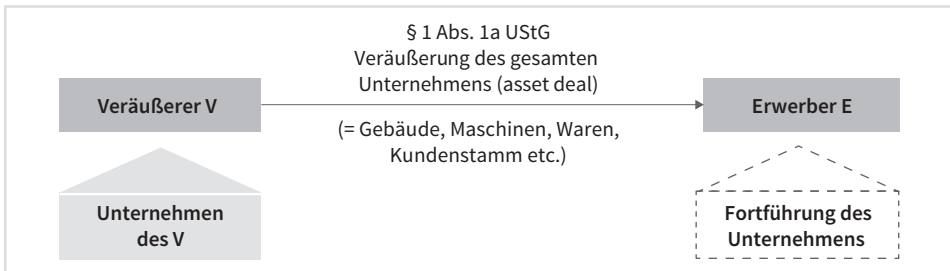 § 1 Abs. 1a UStG
Veräußerung des gesamten
Unternehmens (asset deal)
Veräußerer V
Erwerber E
(= Gebäude, Maschinen, Waren,
Kundenstamm etc.)
Unternehmen
des V
Fortführung des
Unternehmens